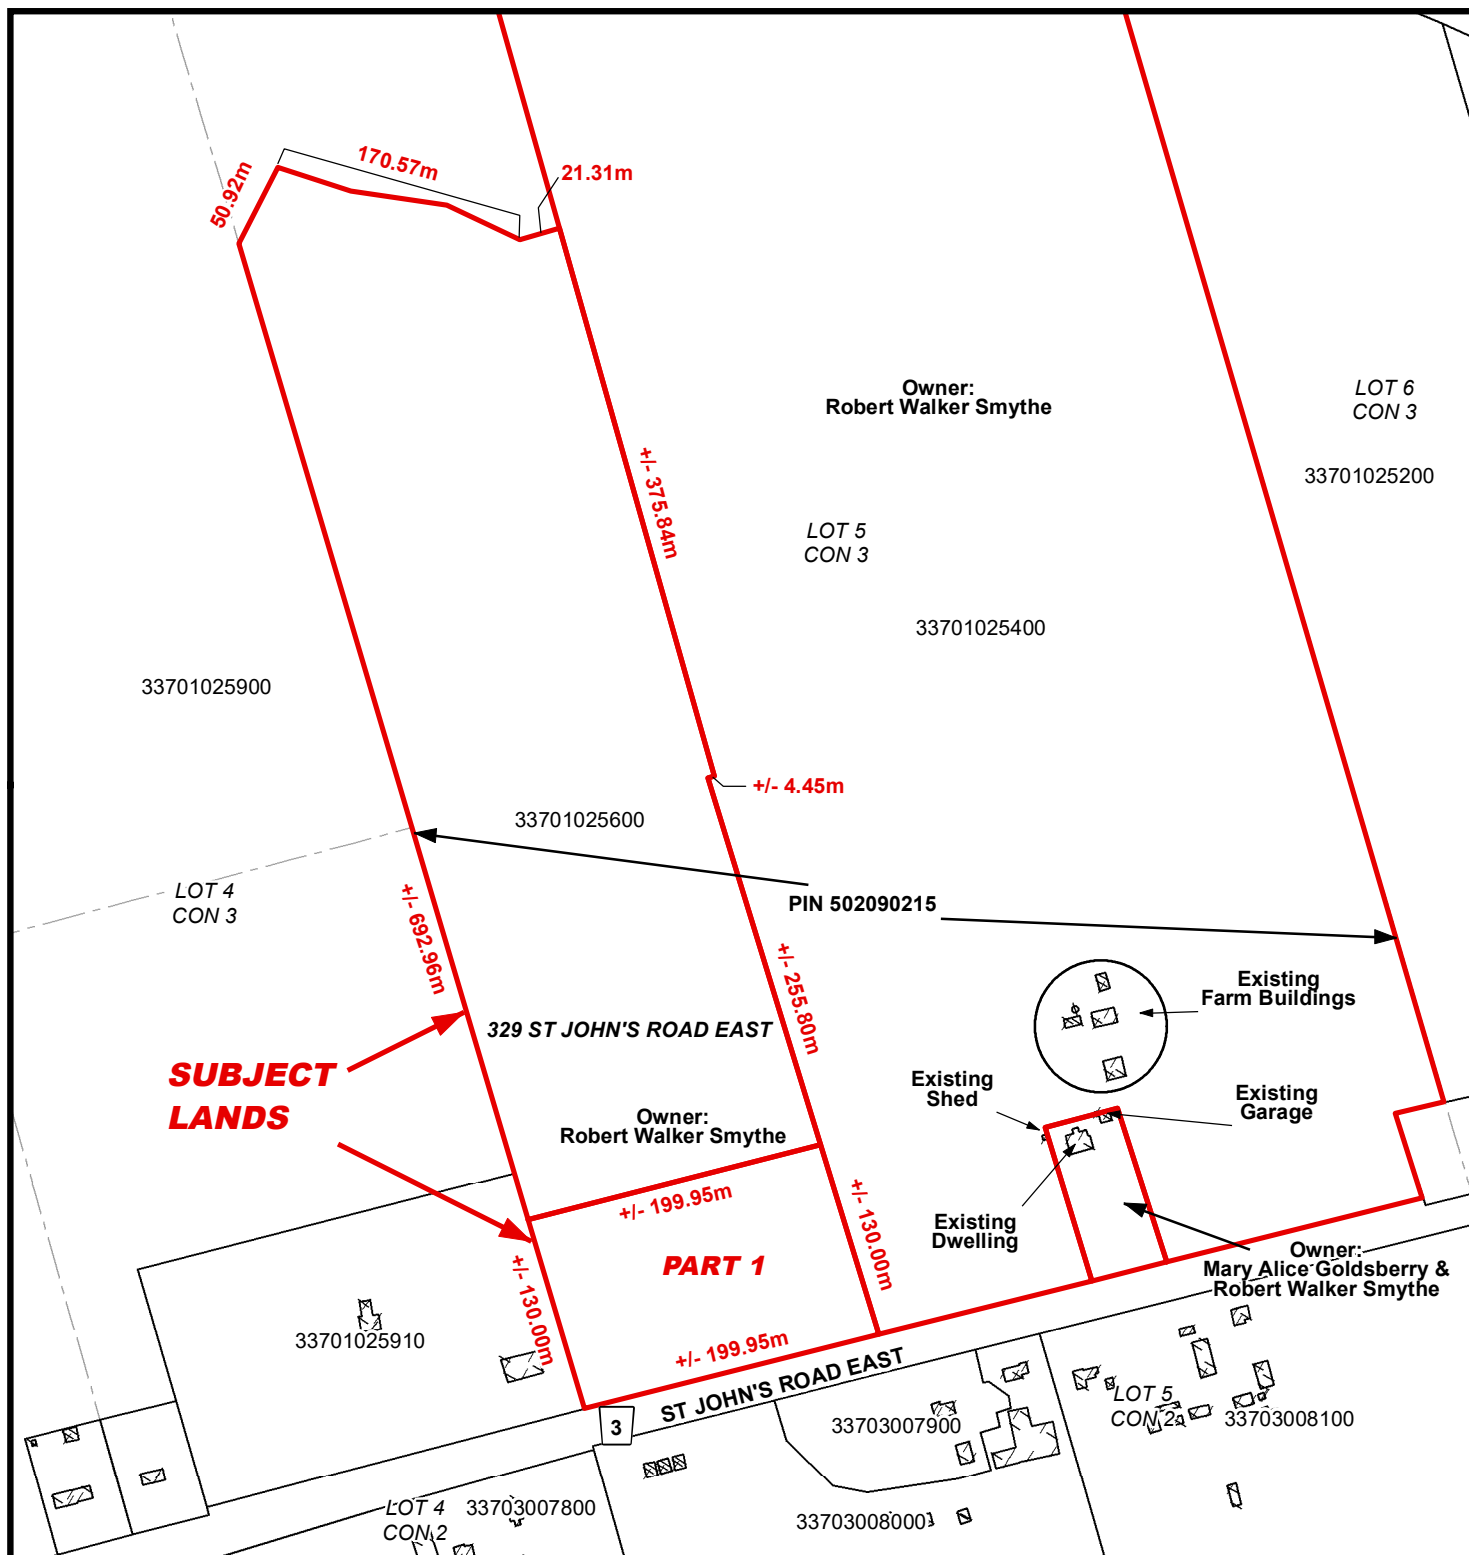 170.57m
21.31m
50.92m
Owner:
Robert Walker Smythe
LOT 6
CON 3
33701025200
+/- 375.84m
LOT 5
CON 3
33701025400
33701025900
+/- 4.45m
33701025600
LOT 4
CON 3
PIN 502090215
+/- 692.96m
+/- 255.80m
Existing
Farm Buildings
329 ST JOHN'S ROAD EAST
SUBJECT
LANDS
Existing
Shed
Existing
Garage
Owner:
Robert Walker Smythe
+/- 199.95m
+/- 130.00m
Existing
Dwelling
Owner:
Mary Alice Goldsberry &
Robert Walker Smythe
PART 1
+/- 130.00m
33701025910
+/- 199.95m
ST JOHN'S ROAD EAST
3
LOT 5
CON 2
33703007900
33703008100
LOT 4
CON 2
33703007800
33703008000